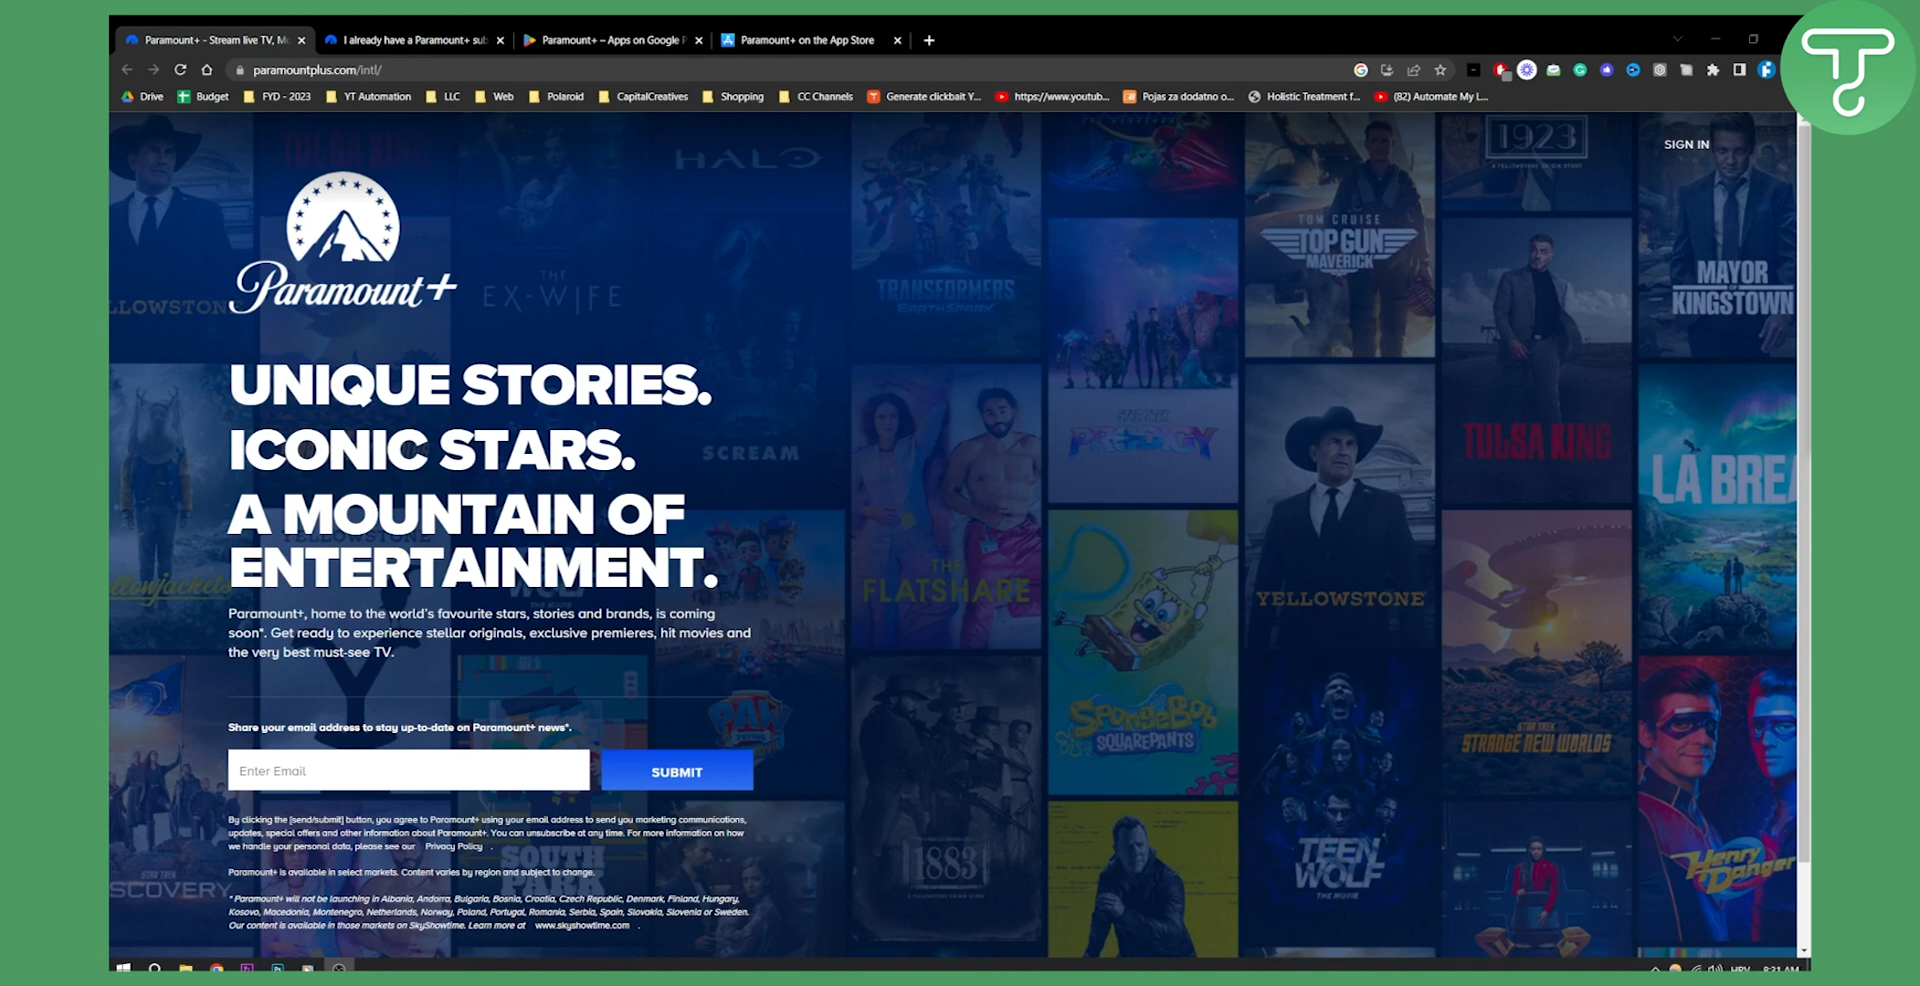 Paramount+ - Stream live TV, Mo
I already have a Paramount+ sub
Paramount+ – Apps on Google P
Paramount+ on the App Store
paramountplus.com/intl/
Drive
Budget
FYD - 2023
YT Automation
LLC
Web
Polaroid
CapitalCreatives
Shopping
CC Channels
Generate clickbait Y...
https://www.youtub...
Pojas za dodatno o...
Holistic Treatment f...
(82) Automate My L...
SIGN IN
Paramount+
UNIQUE STORIES.
ICONIC STARS.
A MOUNTAIN OF
ENTERTAINMENT.
Paramount+, home to the world's favourite stars, stories and brands, is coming
soon*. Get ready to experience stellar originals, exclusive premieres, hit movies and
the very best must-see TV.
Share your email address to stay up-to-date on Paramount+ news*.
Enter Email
SUBMIT
By clicking the [send/submit] button, you agree to Paramount+ using your email address to send you marketing communications,
updates, special offers and other information about Paramount+. You can unsubscribe at any time. For more information on how
we handle your personal data, please see our Privacy Policy .
Paramount+ is available in select markets. Content varies by region and subject to change.
* Paramount+ will not be launching in Albania, Andorra, Bulgaria, Bosnia, Croatia, Czech Republic, Denmark, Finland, Hungary,
Kosovo, Macedonia, Montenegro, Netherlands, Norway, Poland, Portugal, Romania, Serbia, Spain, Slovakia, Slovenia or Sweden.
Our content is available in those markets on SkyShowtime. Learn more at www.skyshowtime.com .
TULSA KING
LLOWSTONE
YELLOWSTONE
llowjackets
STAR TREK
SCOVERY
THE
EX-WIFE
WOLF
SOUTH
PARK
HALO
SCREAM
PAW
TRANSFORMERS
EARTHSPARK
THE
FLATSHARE
1883
PRODIGY
SpongeBob
SQUAREPANTS
TOM CRUISE
TOP GUN
MAVERICK
YELLOWSTONE
TEEN
WOLF
THE MOVIE
1923
A YELLOWSTONE ORIGIN STORY
TULSA KING
STAR TREK
STRANGE NEW WORLDS
MAYOR
OF
KINGSTOWN
LA BREA
Henry
Danger
HRV
8:31 AM